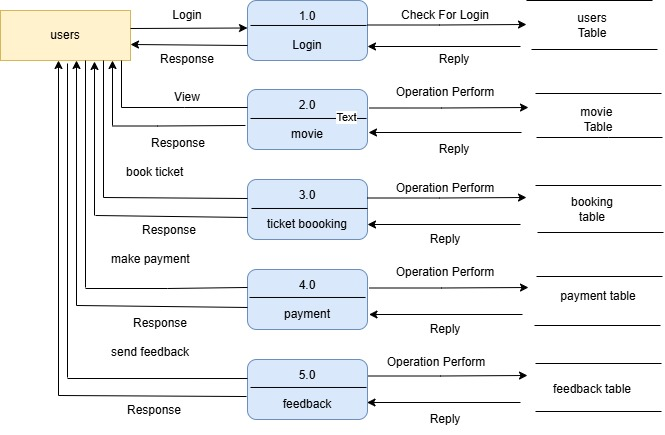 users
Login
1.0
Login
Check For Login
users
Table
Response
Reply
View
2.0
Text
movie
Operation Perform
movie
Table
Response
Reply
book ticket
3.0
ticket boooking
Operation Perform
booking
table
Response
Reply
make payment
4.0
payment
Operation Perform
payment table
Response
Reply
send feedback
5.0
feedback
Operation Perform
feedback table
Response
Reply